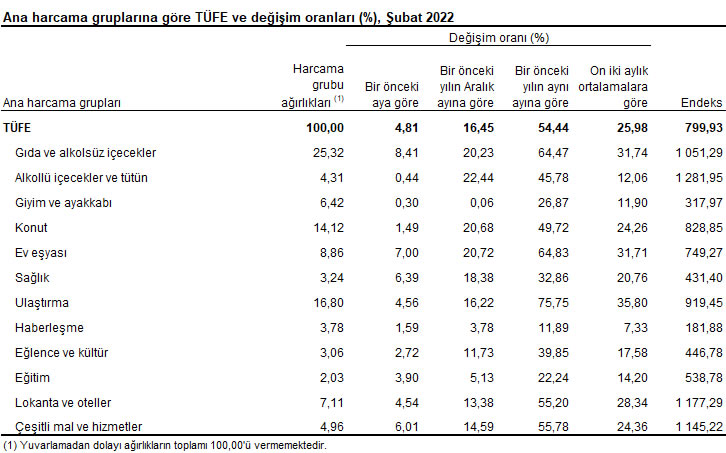 Ana harcama gruplarına göre TÜFE ve değişim oranları (%), Şubat 2022
Değişim oranı (%)
Ana harcama grupları Harcama grubu ağırlıkları (1) Bir önceki aya göre Bir önceki yılın Aralık ayına göre Bir önceki yılın aynı ayına göre On iki aylık ortalamalara göre Endeks
TÜFE 100,00 4,81 16,45 54,44 25,98 799,93
Gıda ve alkolsüz içecekler 25,32 8,41 20,23 64,47 31,74 1 051,29
Alkollü içecekler ve tütün 4,31 0,44 22,44 45,78 12,06 1 281,95
Giyim ve ayakkabı 6,42 0,30 0,06 26,87 11,90 317,97
Konut 14,12 1,49 20,68 49,72 24,26 828,85
Ev eşyası 8,86 7,00 20,72 64,83 31,71 749,27
Sağlık 3,24 6,39 18,38 32,86 20,76 431,40
Ulaştırma 16,80 4,56 16,22 75,75 35,80 919,45
Haberleşme 3,78 1,59 3,78 11,89 7,33 181,88
Eğlence ve kültür 3,06 2,72 11,73 39,85 17,58 446,78
Eğitim 2,03 3,90 5,13 22,24 14,20 538,78
Lokanta ve oteller 7,11 4,54 13,38 55,20 28,34 1 177,29
Çeşitli mal ve hizmetler 4,96 6,01 14,59 55,78 24,36 1 145,22
(1) Yuvarlamadan dolayı ağırlıkların toplamı 100,00'ü vermemektedir.